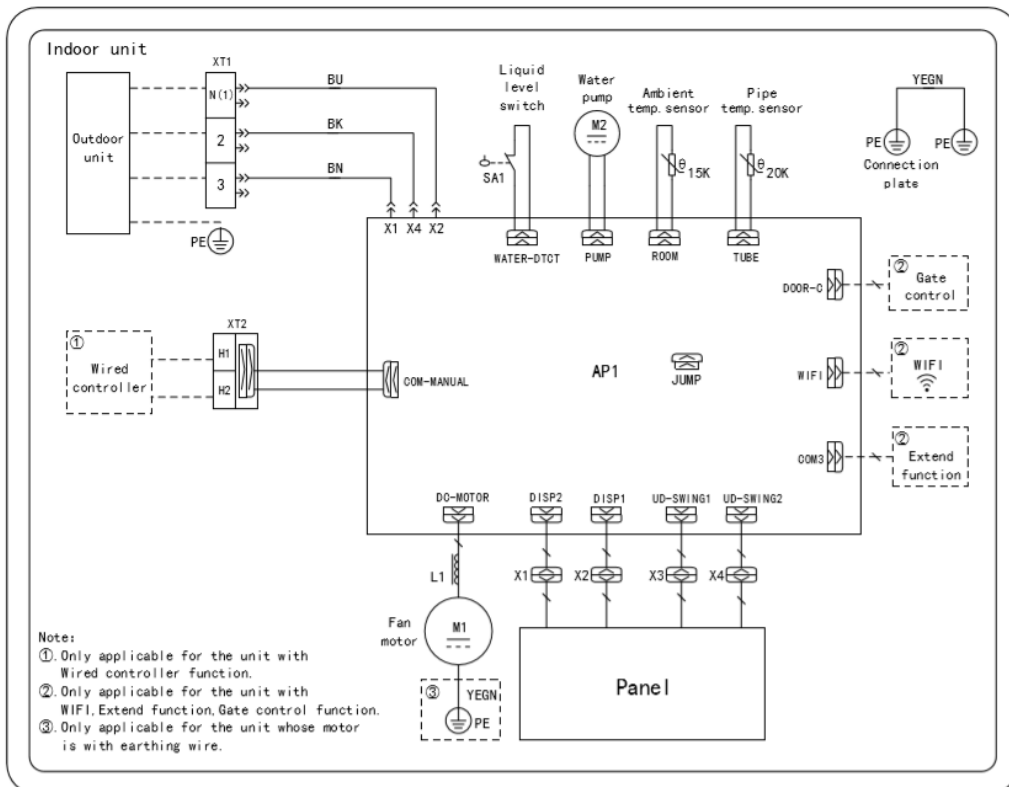 Indoor unit
XT1
Outdoor
unit
N(1)
2
3
BU
BK
BN
PE
Liquid
level
switch
SA1
Water
pump
M2
Ambient
temp. sensor
θ
15K
Pipe
temp. sensor
θ
20K
YEGN
PE
PE
Connection
plate
X1 X4 X2
WATER-DTCT
PUMP
ROOM
TUBE
DOOR-C
②
Gate
control
①
Wired
controller
XT2
H1
H2
COM-MANUAL
AP1
JUMP
WIFI
②
WIFI
COM3
②
Extend
function
DC-MOTOR
DISP2
DISP1
UD-SWING1
UD-SWING2
L1
X1
X2
X3
X4
Fan
motor
M1
③
YEGN
PE
Panel
Note:
①. Only applicable for the unit with
Wired controller function.
②. Only applicable for the unit with
WIFI, Extend function, Gate control function.
③. Only applicable for the unit whose motor
is with earthing wire.